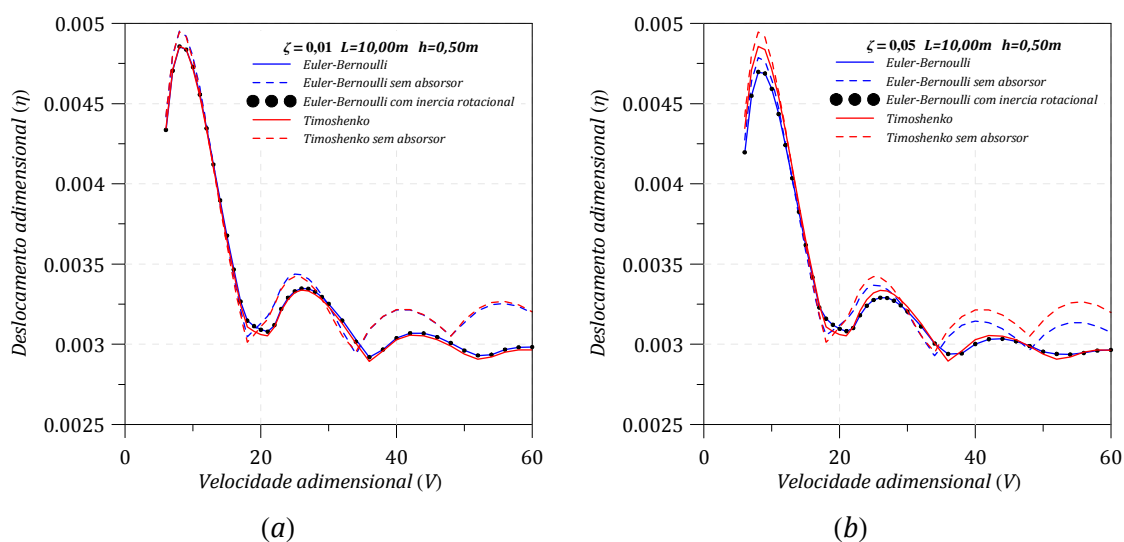 0.005
0.0045
0.004
0.0035
0.003
0.0025
Deslocamento adimensional (η)
ζ = 0,01 L=10,00m h=0,50m
Euler-Bernoulli
Euler-Bernoulli sem absorsor
Euler-Bernoulli com inercia rotacional
Timoshenko
Timoshenko sem absorsor
0 20 40 60
Velocidade adimensional (V)
(a)
0.005
0.0045
0.004
0.0035
0.003
0.0025
Deslocamento adimensional (η)
ζ = 0,05 L=10,00m h=0,50m
Euler-Bernoulli
Euler-Bernoulli sem absorsor
Euler-Bernoulli com inercia rotacional
Timoshenko
Timoshenko sem absorsor
0 20 40 60
Velocidade adimensional (V)
(b)